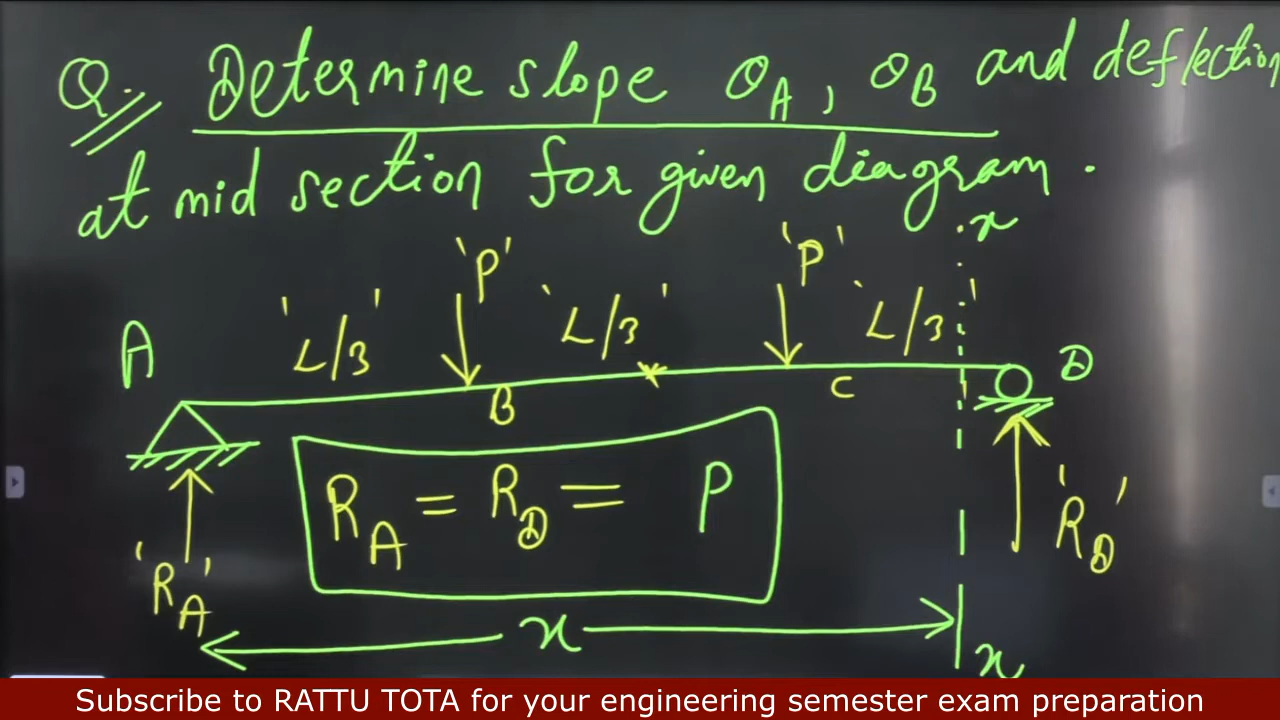 Q. Determine slope θA, θB and deflection
at mid section for given diagram.
x
'P' 'P'
'L/3' 'L/3' 'L/3'
A D
B C
RA = RD = P
'RA' 'RD'
x
x
Subscribe to RATTU TOTA for your engineering semester exam preparation